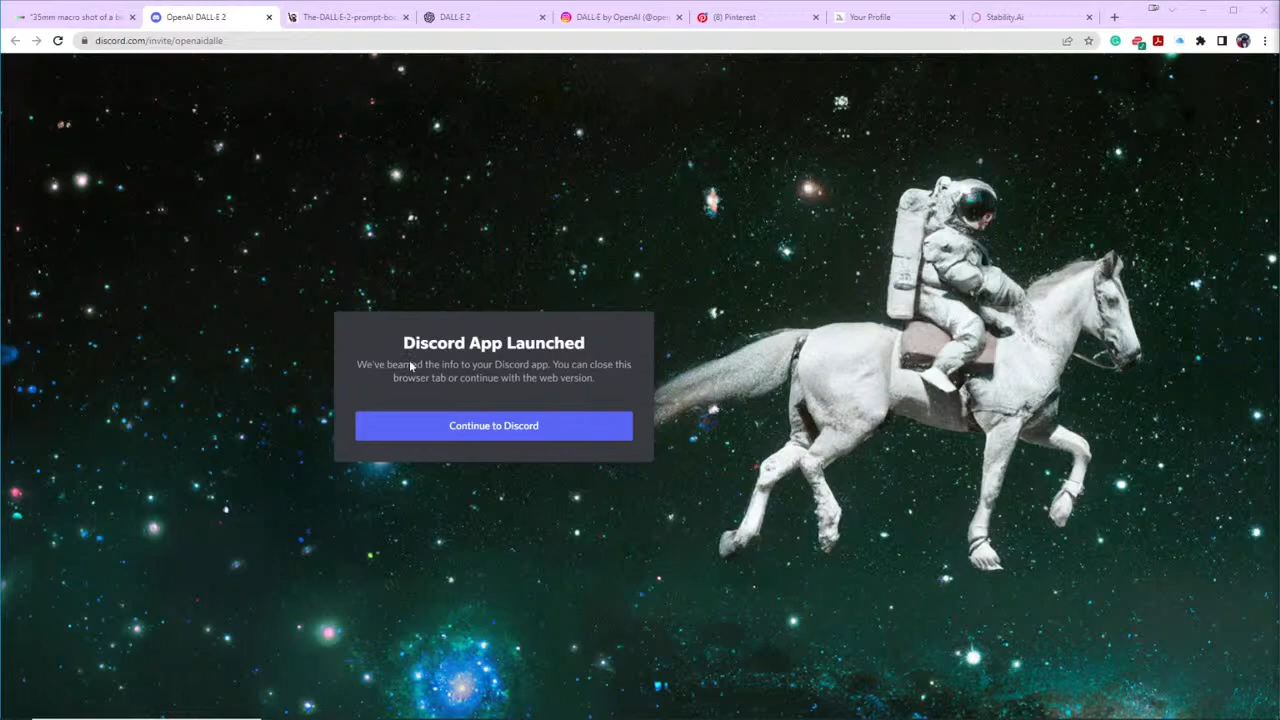 "35mm macro shot of a b
OpenAI DALL-E 2
The-DALL-E-2-prompt-bo
DALL·E 2
DALL·E by OpenAI (@open
(8) Pinterest
Your Profile
Stability.Ai
discord.com/invite/openaidalle
Discord App Launched
We've beamed the info to your Discord app. You can close this
browser tab or continue with the web version.
Continue to Discord